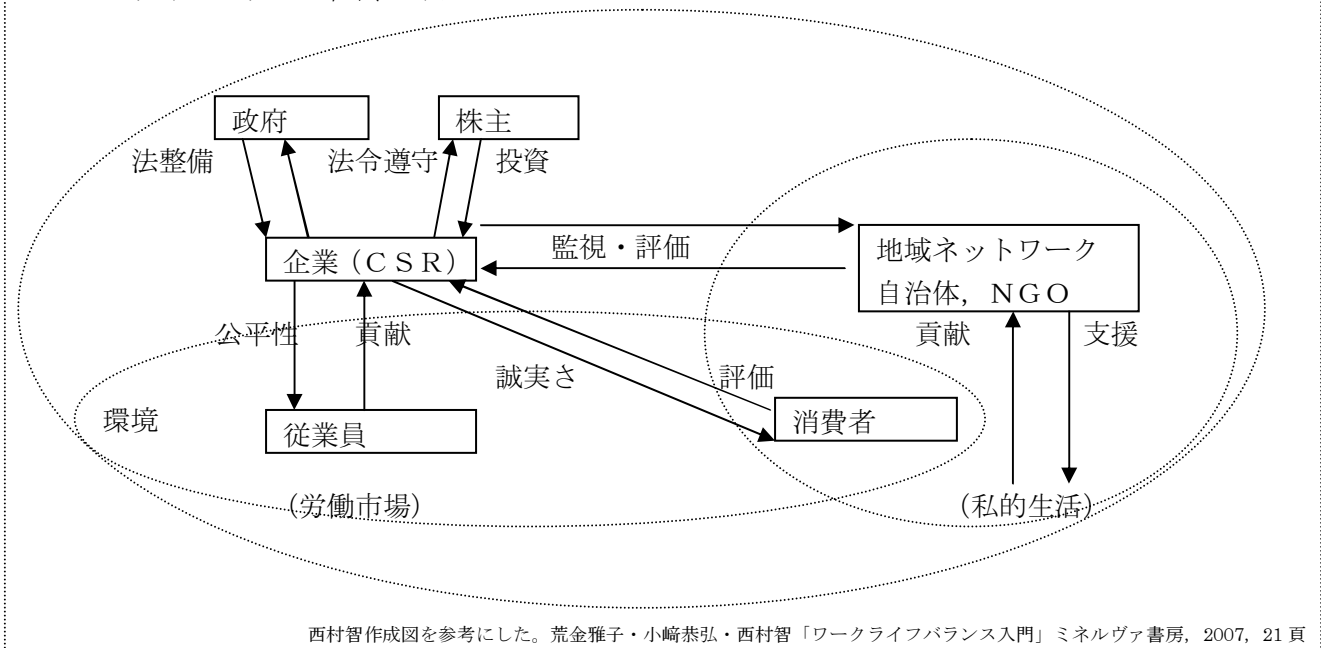 政府
株主
法整備
法令遵守
投資
企業（ＣＳＲ）
監視・評価
地域ネットワーク
自治体，ＮＧＯ
公平性
貢献
貢献
支援
誠実さ
評価
環境
従業員
消費者
（労働市場）
（私的生活）
西村智作成図を参考にした。荒金雅子・小﨑恭弘・西村智「ワークライフバランス入門」ミネルヴァ書房，2007，21頁